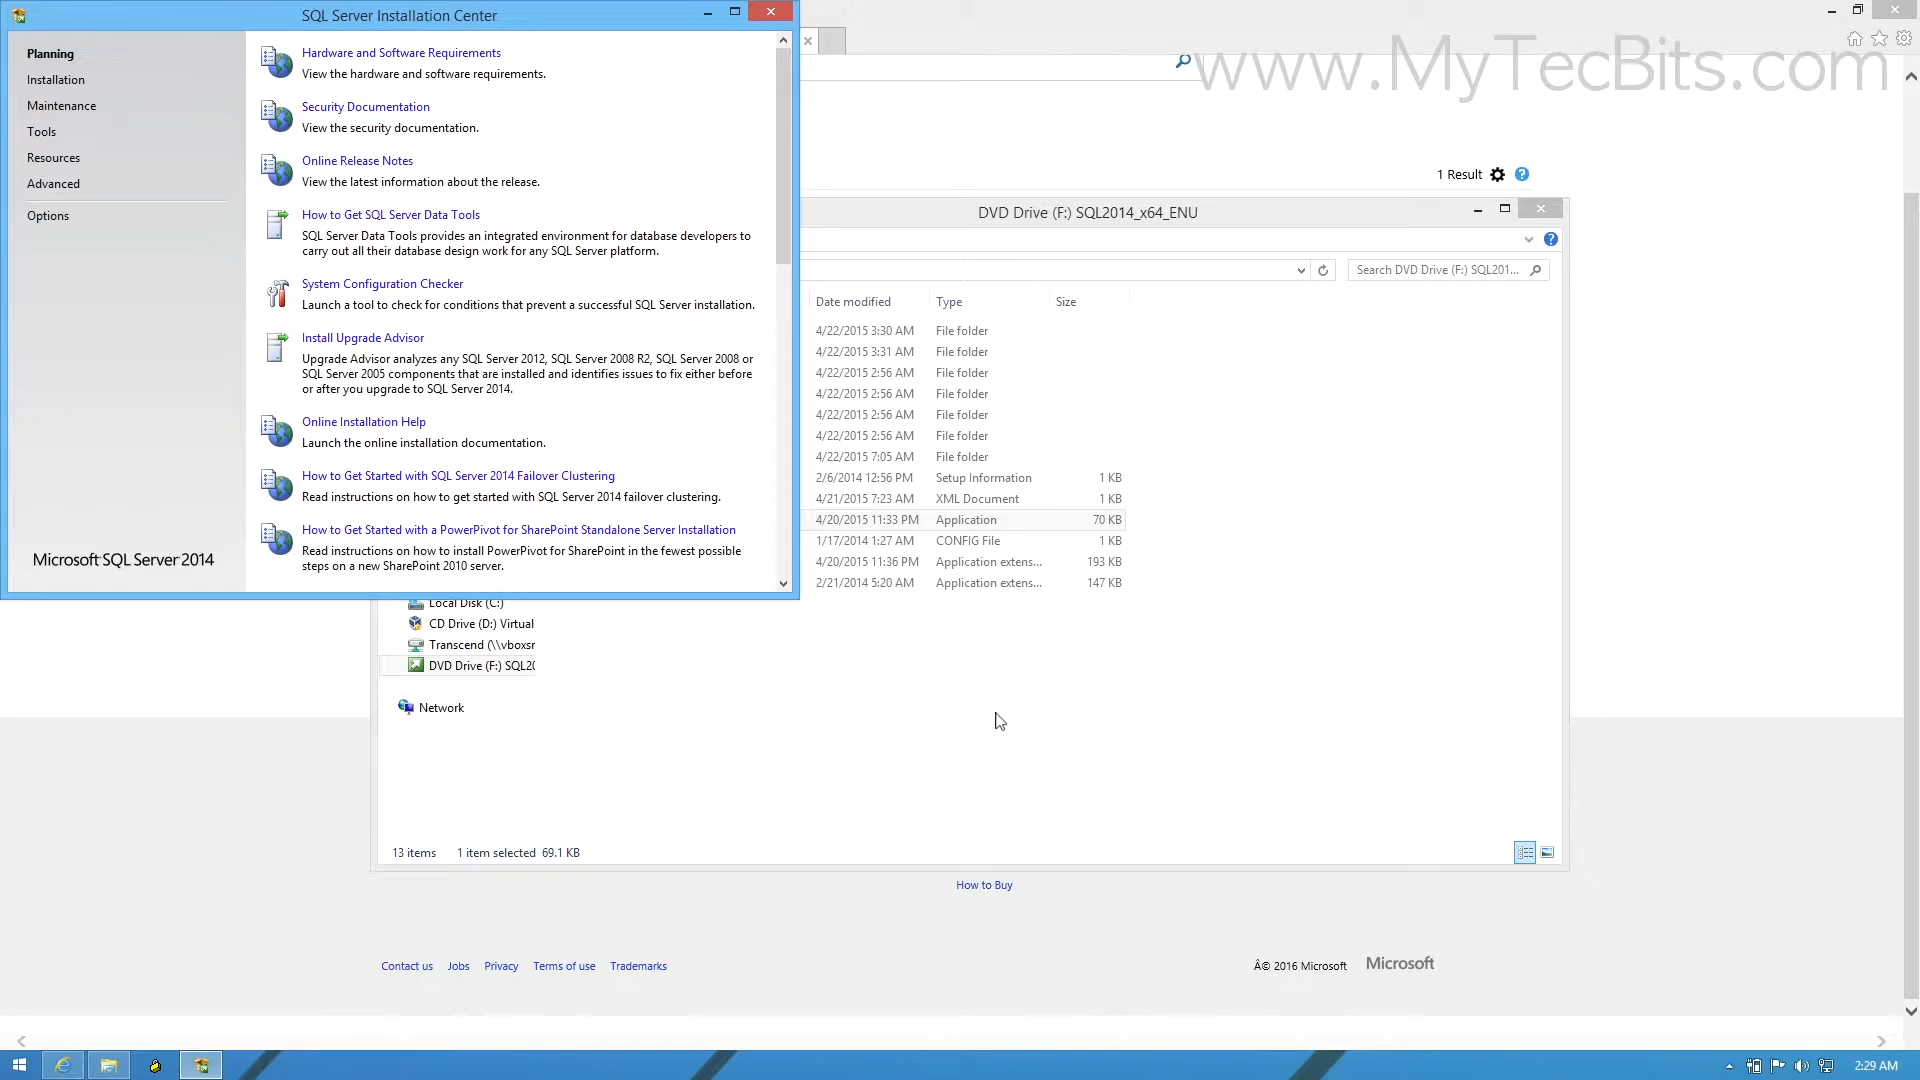 SQL Server Installation Center
www.MyTecBits.com
Planning
Installation
Maintenance
Tools
Resources
Advanced
Options
Microsoft SQL Server 2014
Hardware and Software Requirements
View the hardware and software requirements.
Security Documentation
View the security documentation.
Online Release Notes
View the latest information about the release.
How to Get SQL Server Data Tools
SQL Server Data Tools provides an integrated environment for database developers to
carry out all their database design work for any SQL Server platform.
System Configuration Checker
Launch a tool to check for conditions that prevent a successful SQL Server installation.
Install Upgrade Advisor
Upgrade Advisor analyzes any SQL Server 2012, SQL Server 2008 R2, SQL Server 2008 or
SQL Server 2005 components that are installed and identifies issues to fix either before
or after you upgrade to SQL Server 2014.
Online Installation Help
Launch the online installation documentation.
How to Get Started with SQL Server 2014 Failover Clustering
Read instructions on how to get started with SQL Server 2014 failover clustering.
How to Get Started with a PowerPivot for SharePoint Standalone Server Installation
Read instructions on how to install PowerPivot for SharePoint in the fewest possible
steps on a new SharePoint 2010 server.
1 Result
DVD Drive (F:) SQL2014_x64_ENU
Search DVD Drive (F:) SQL201...
Date modified Type Size
4/22/2015 3:30 AM File folder
4/22/2015 3:31 AM File folder
4/22/2015 2:56 AM File folder
4/22/2015 2:56 AM File folder
4/22/2015 2:56 AM File folder
4/22/2015 2:56 AM File folder
4/22/2015 7:05 AM File folder
2/6/2014 12:56 PM Setup Information 1 KB
4/21/2015 7:23 AM XML Document 1 KB
4/20/2015 11:33 PM Application 70 KB
1/17/2014 1:27 AM CONFIG File 1 KB
4/20/2015 11:36 PM Application extens... 193 KB
2/21/2014 5:20 AM Application extens... 147 KB
Local Disk (C:)
CD Drive (D:) Virtual
Transcend (\\vboxsr
DVD Drive (F:) SQL20
Network
13 items 1 item selected 69.1 KB
How to Buy
Contact us Jobs Privacy Terms of use Trademarks
Â© 2016 Microsoft Microsoft
2:29 AM